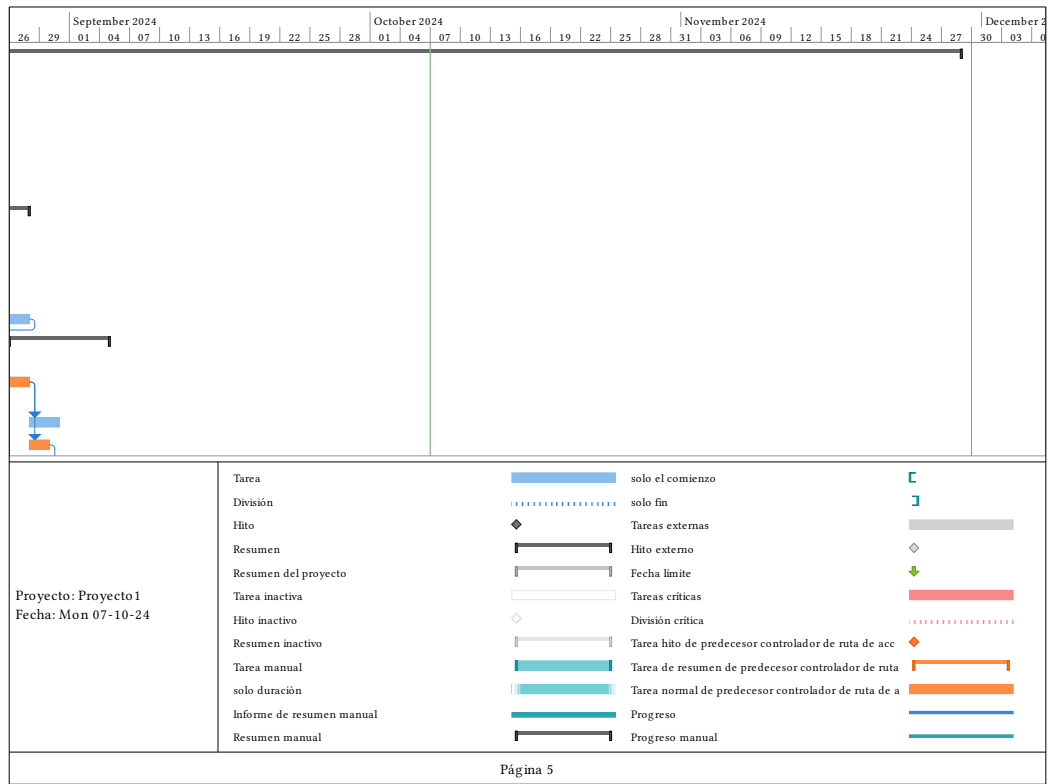 September 2024 October 2024 November 2024 December 2
26 29 01 04 07 10 13 16 19 22 25 28 01 04 07 10 13 16 19 22 25 28 31 03 06 09 12 15 18 21 24 27 30 03 0
Tarea solo el comienzo
División solo fin
Hito Tareas externas
Resumen Hito externo
Resumen del proyecto Fecha límite
Proyecto: Proyecto1
Fecha: Mon 07-10-24
Tarea inactiva Tareas críticas
Hito inactivo División crítica
Resumen inactivo Tarea hito de predecesor controlador de ruta de acc
Tarea manual Tarea de resumen de predecesor controlador de ruta
solo duración Tarea normal de predecesor controlador de ruta de a
Informe de resumen manual Progreso
Resumen manual Progreso manual
Página 5